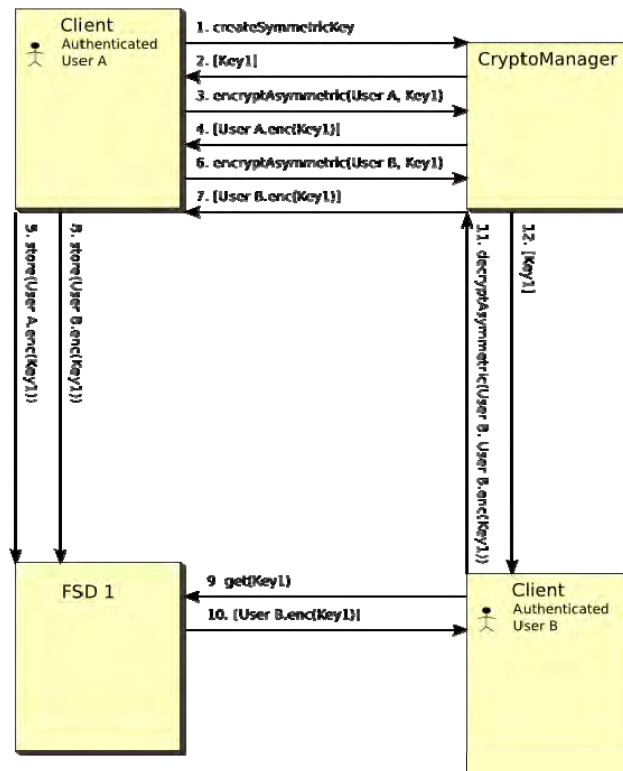 Client
Authenticated
User A
1. createSymmetricKey
2. [Key1]
CryptoManager
3. encryptAsymmetric(User A, Key1)
4. [User A.enc(Key1)]
6. encryptAsymmetric(User B, Key1)
7. [User B.enc(Key1)]
5. store(User A.enc(Key1))
8. store(User B.enc(Key1))
11. decryptAsymmetric(User B, User B.enc(Key1))
12. [Key1]
FSD 1
9 get(Key1)
10. [User B.enc(Key1)]
Client
Authenticated
User B